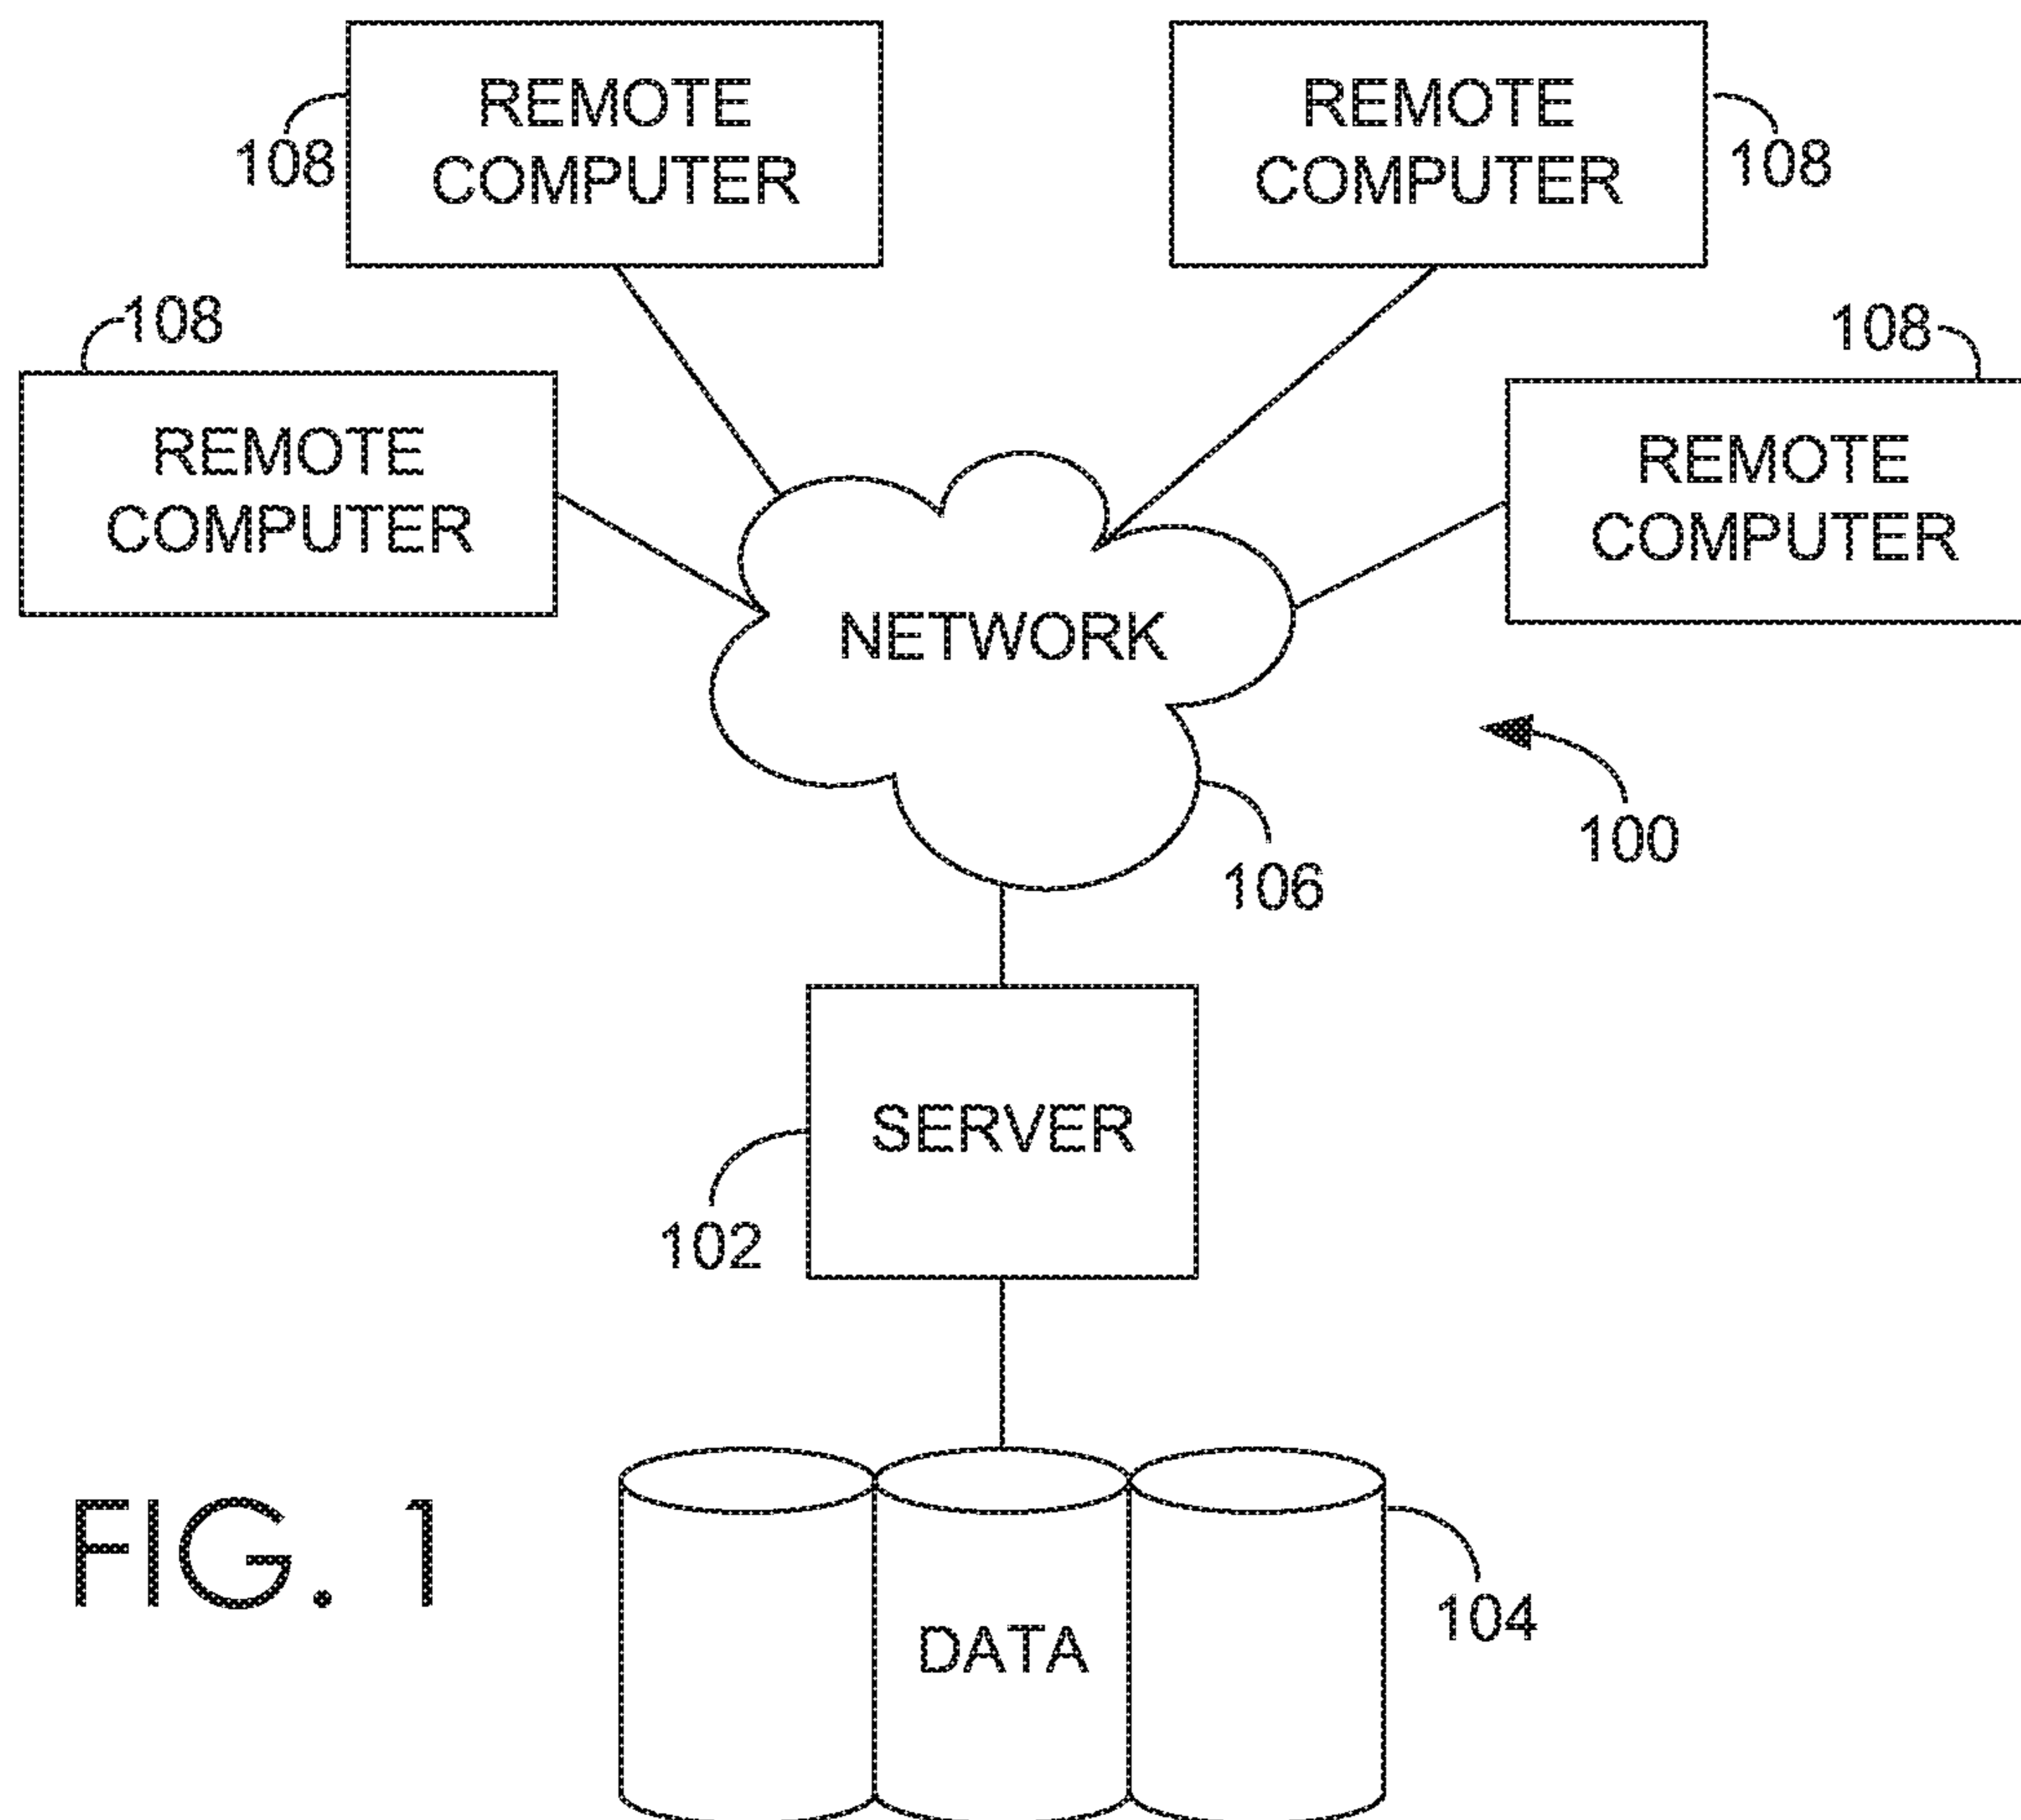 REMOTE
COMPUTER
108
REMOTE
COMPUTER
108
108
REMOTE
COMPUTER
108
REMOTE
COMPUTER
NETWORK
100
106
SERVER
102
FIG. 1
DATA
104